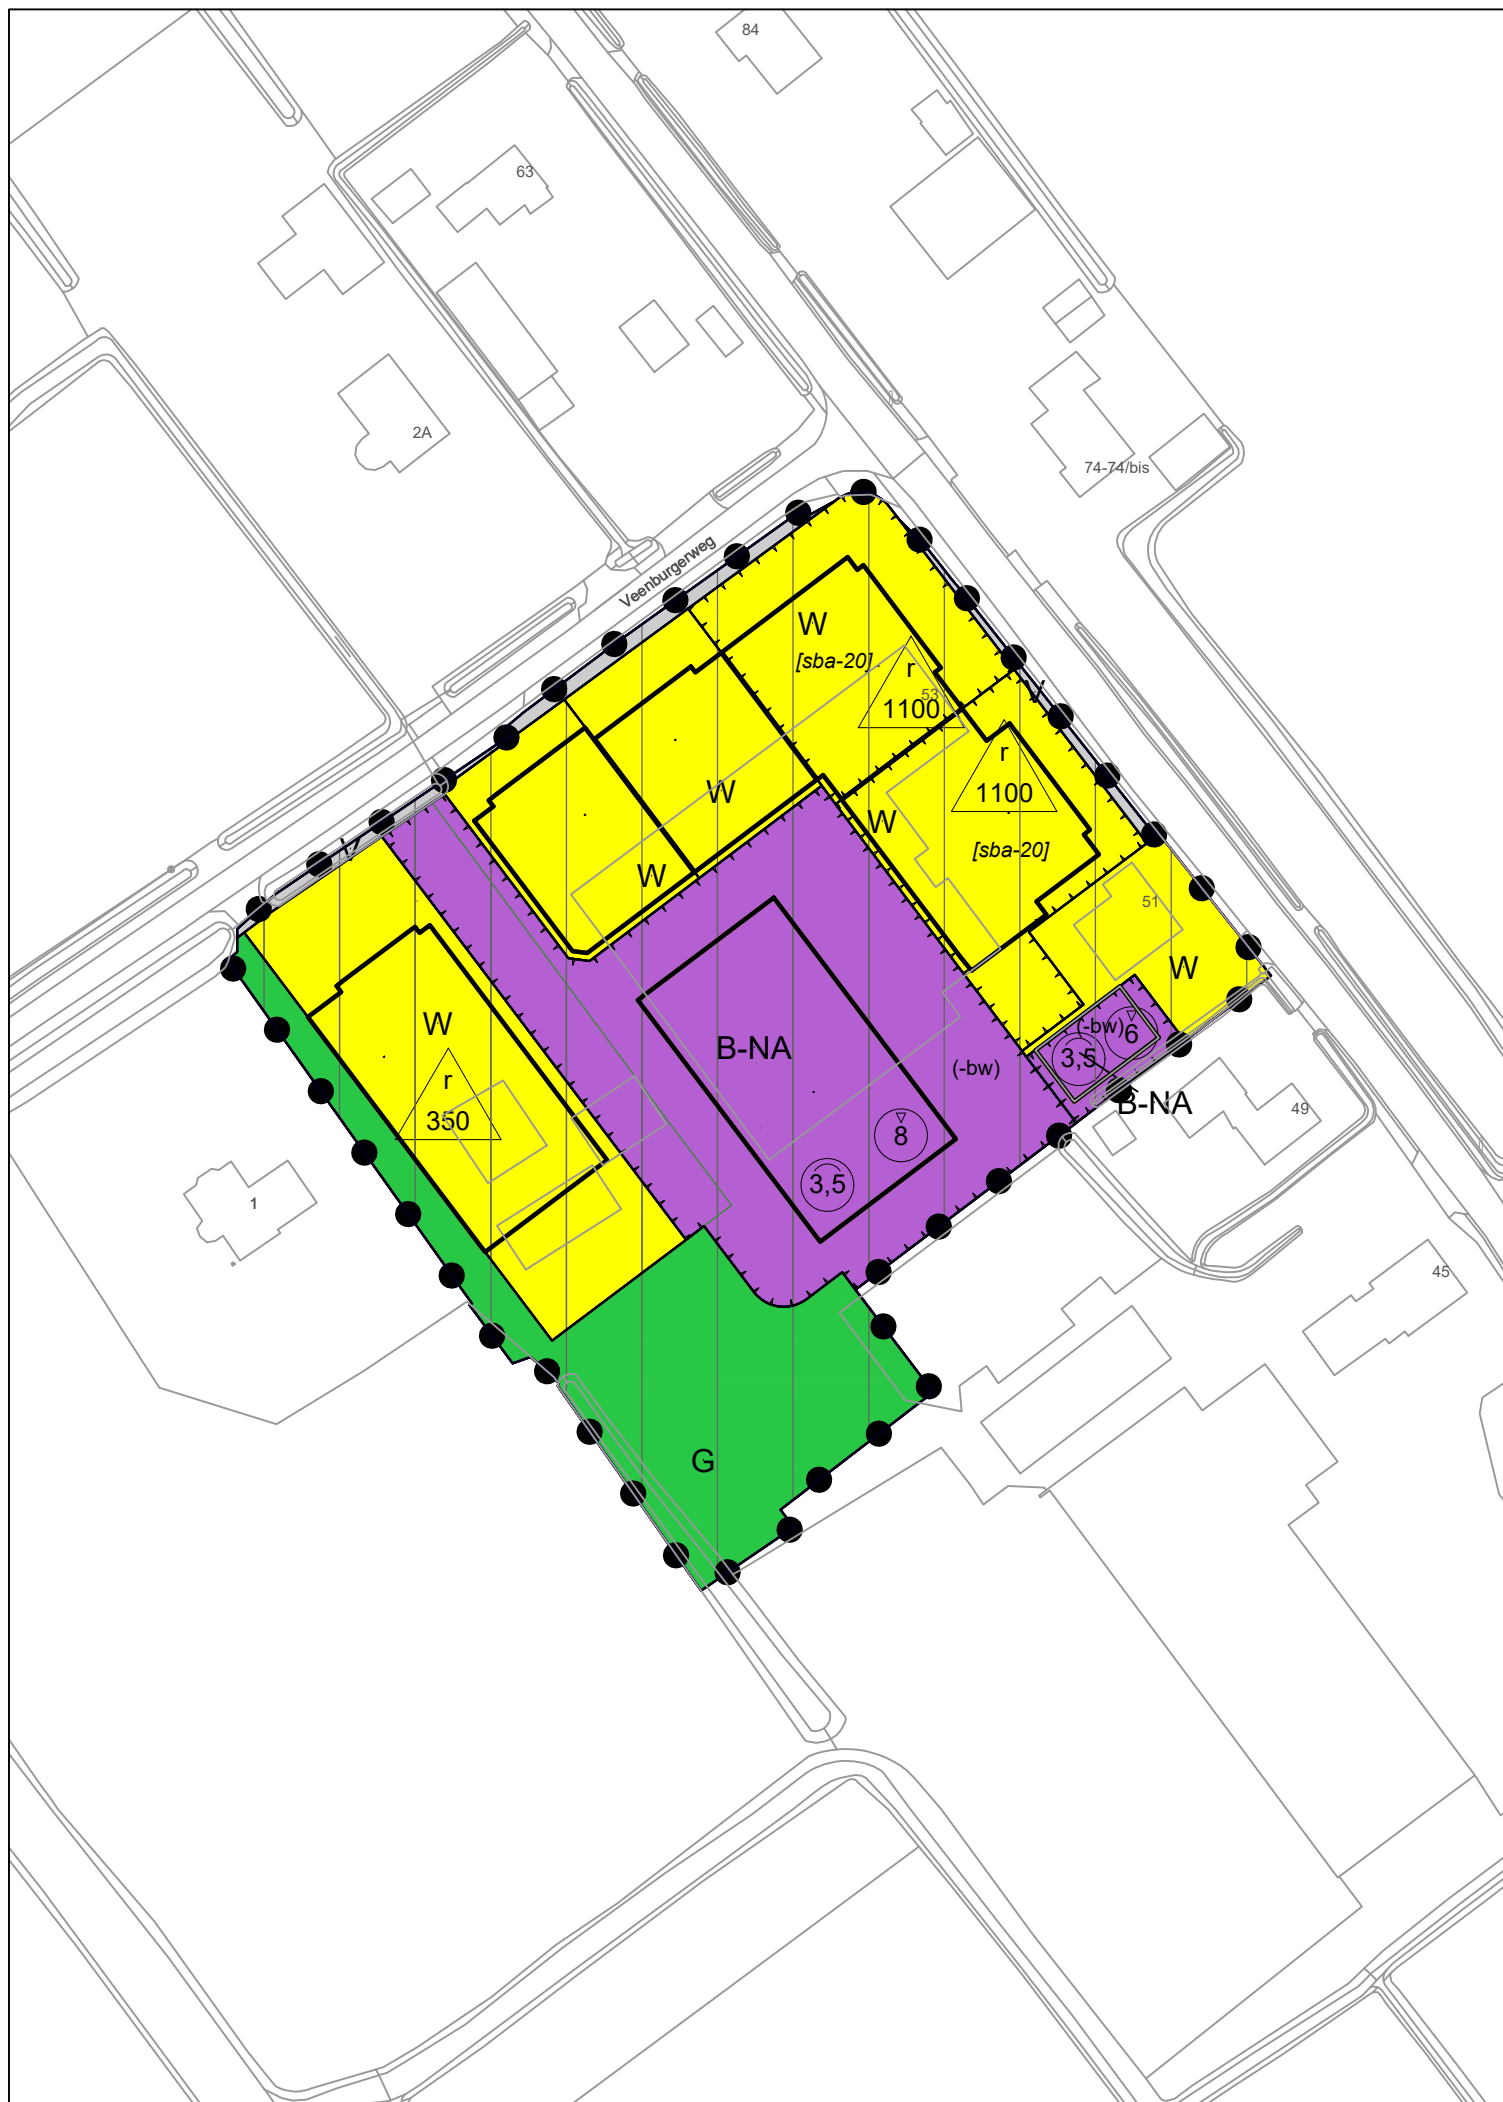 84
63
2A
74-74/bis
Veenburgerweg
W
[sba-20]
r
1100
53
V
r
1100
W
W
[sba-20]
V
W
51
W
W
r
350
B-NA
(-bw)
(-bw)
6
3,5
B-NA
49
8
3,5
1
45
G